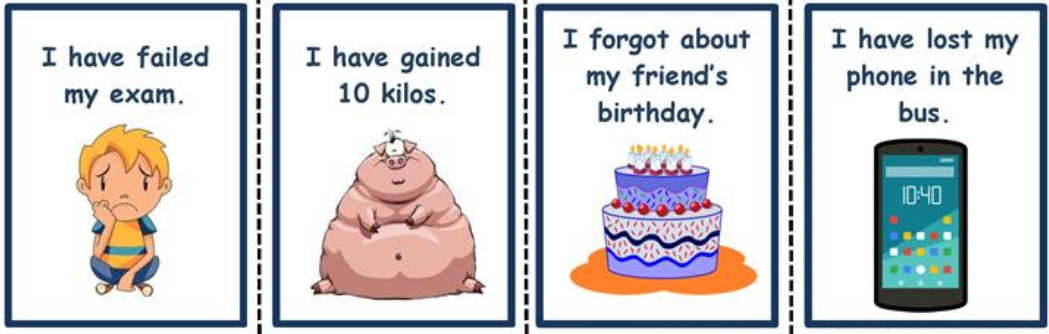 I have failed
my exam.
I have gained
10 kilos.
I forgot about
my friend's
birthday.
I have lost my
phone in the
bus.
10:40